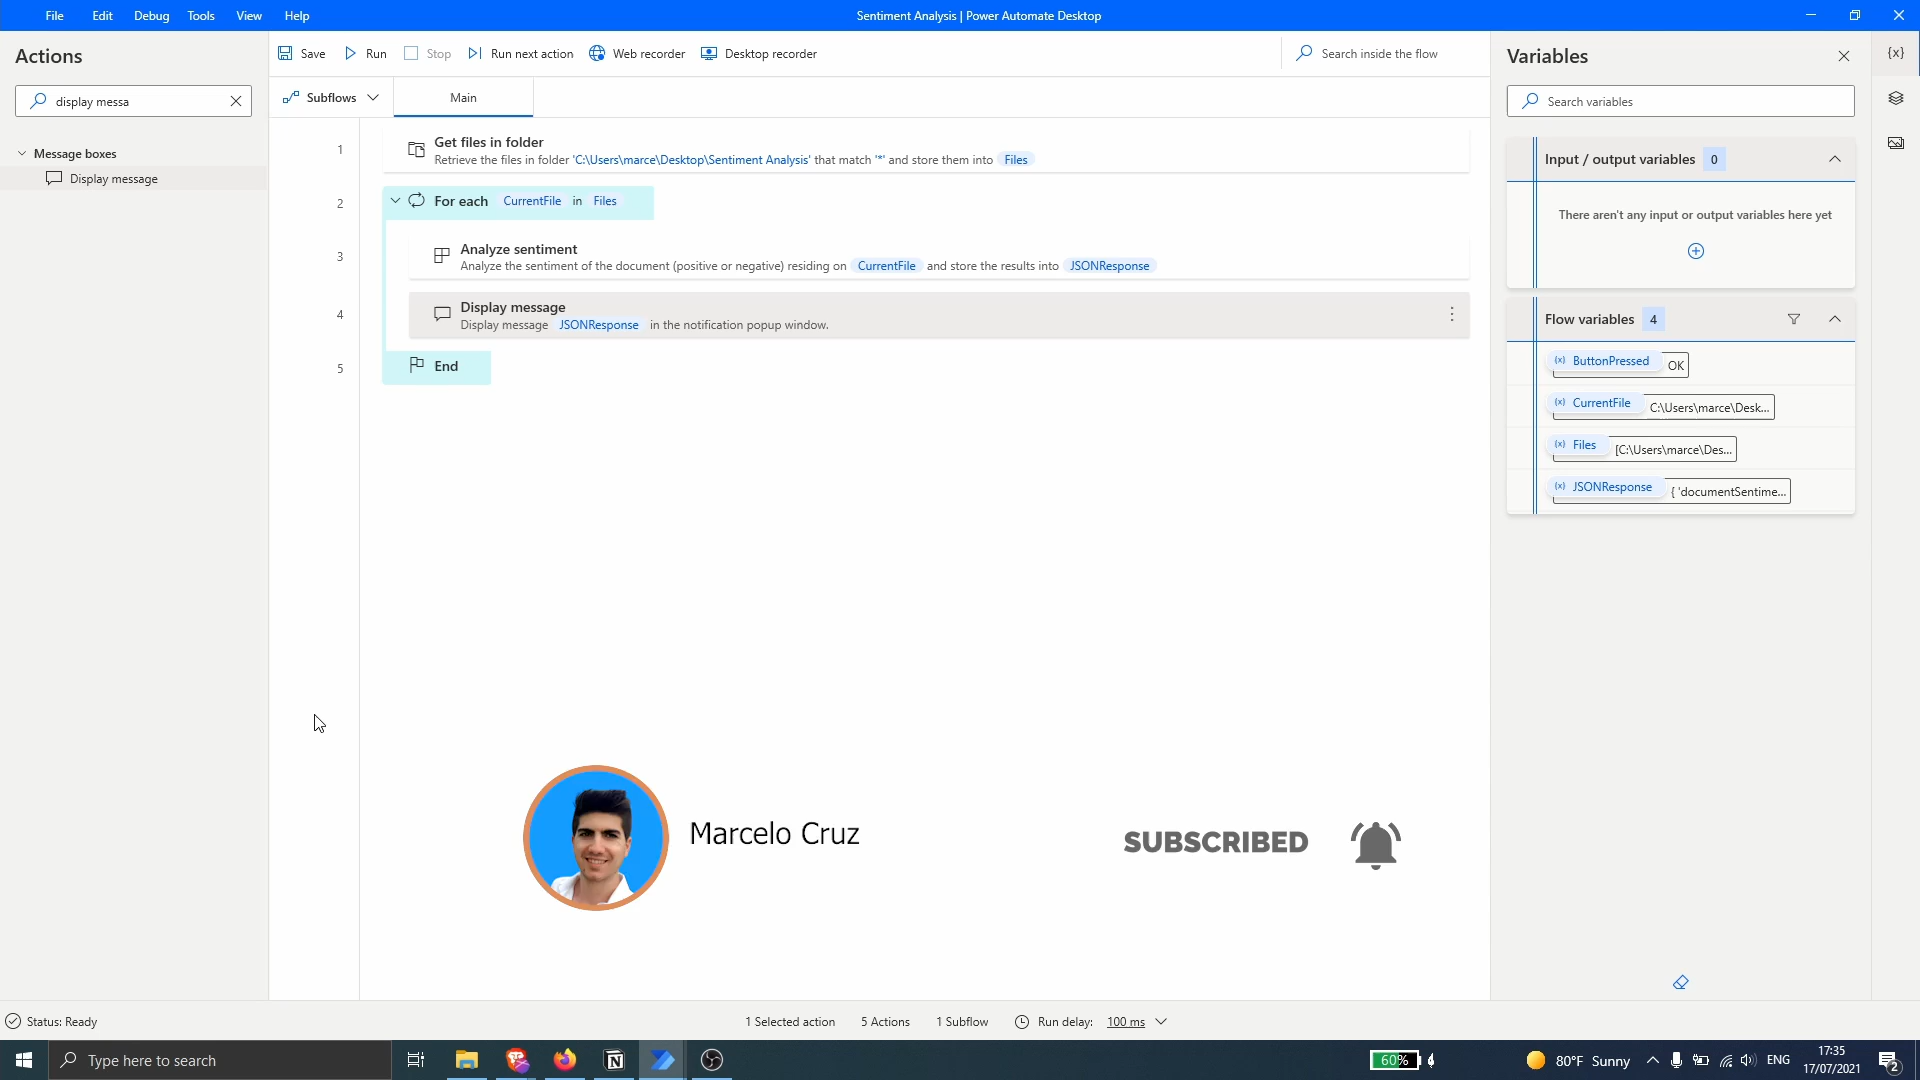 File Edit Debug Tools View Help
Sentiment Analysis | Power Automate Desktop
Actions
display messa
Message boxes
Display message
Save Run Stop Run next action Web recorder Desktop recorder
Search inside the flow
Subflows Main
1
Get files in folder
Retrieve the files in folder 'C:\Users\marce\Desktop\Sentiment Analysis' that match '*' and store them into Files
2
For each CurrentFile in Files
3
Analyze sentiment
Analyze the sentiment of the document (positive or negative) residing on CurrentFile and store the results into JSONResponse
4
Display message
Display message JSONResponse in the notification popup window.
5
End
Variables
{x}
Search variables
Input / output variables 0
There aren't any input or output variables here yet
Flow variables 4
{x} ButtonPressed OK
{x} CurrentFile C:\Users\marce\Desk...
{x} Files [C:\Users\marce\Des...
{x} JSONResponse { 'documentSentime...
Marcelo Cruz
SUBSCRIBED
Status: Ready
1 Selected action 5 Actions 1 Subflow Run delay: 100 ms
Type here to search
60%
80°F Sunny
ENG
17:35
17/07/2021
2